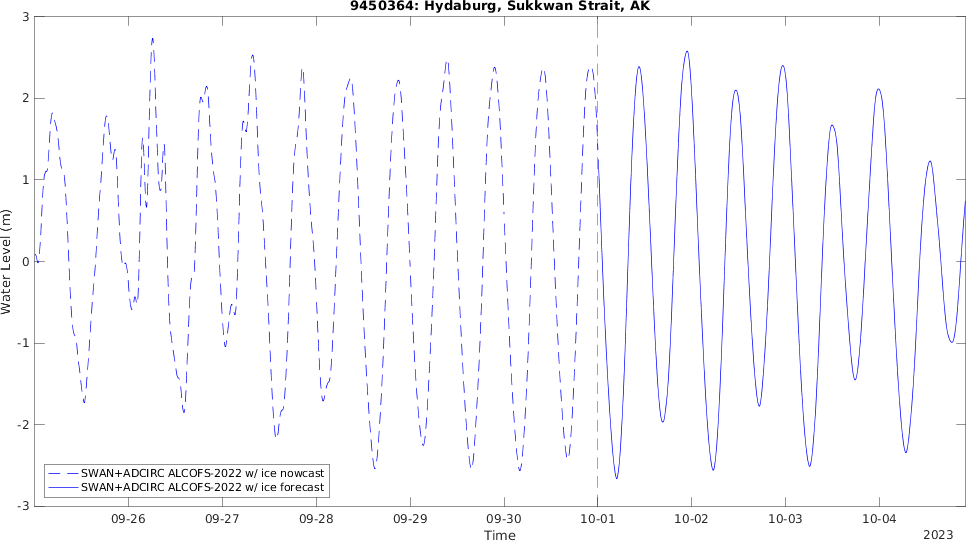 9450364: Hydaburg, Sukkwan Strait, AK
3
2
1
0
-1
-2
-3
Water Level (m)
SWAN+ADCIRC ALCOFS-2022 w/ ice nowcast
SWAN+ADCIRC ALCOFS-2022 w/ ice forecast
09-26 09-27 09-28 09-29 09-30 10-01 10-02 10-03 10-04
Time
2023